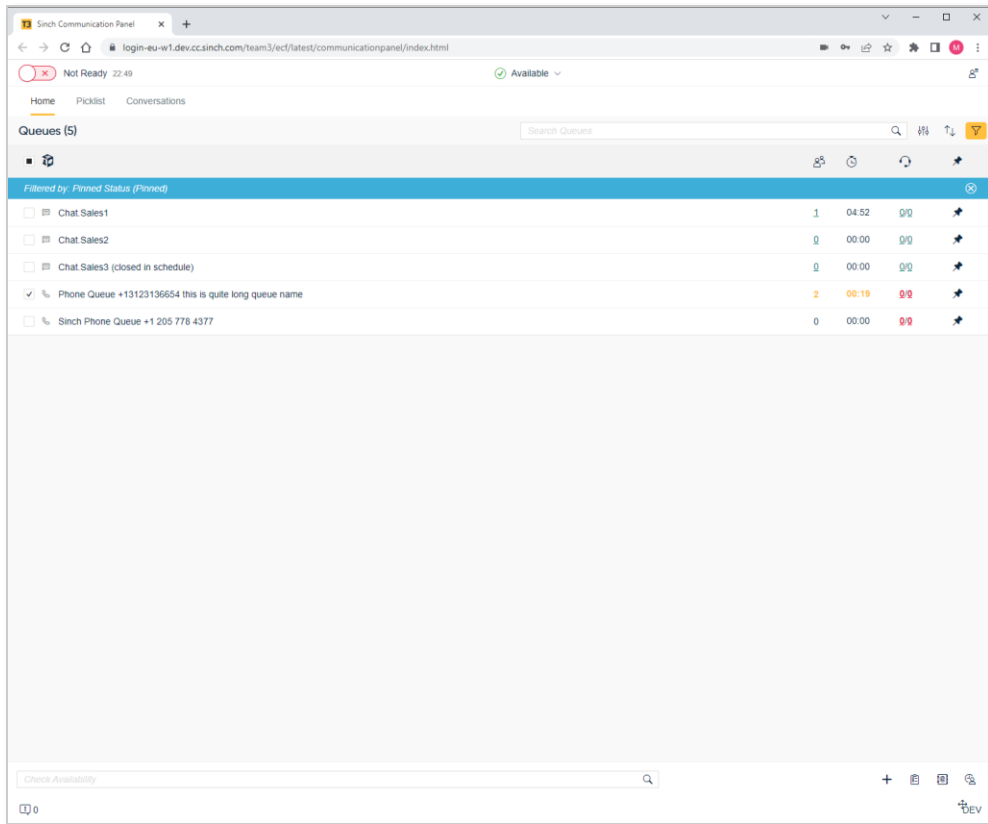 T3 Sinch Communication Panel
login-eu-w1.dev.cc.sinch.com/team3/ecf/latest/communicationpanel/index.html
M
Not Ready 22:49 Available
Home Picklist Conversations
Queues (5) Search Queues
Filtered by: Pinned Status (Pinned)
Chat.Sales1 1 04:52 0/0
Chat.Sales2 0 00:00 0/0
Chat.Sales3 (closed in schedule) 0 00:00 0/0
Phone Queue +13123136654 this is quite long queue name 2 00:19 0/0
Sinch Phone Queue +1 205 778 4377 0 00:00 0/0
Check Availability
0 DEV